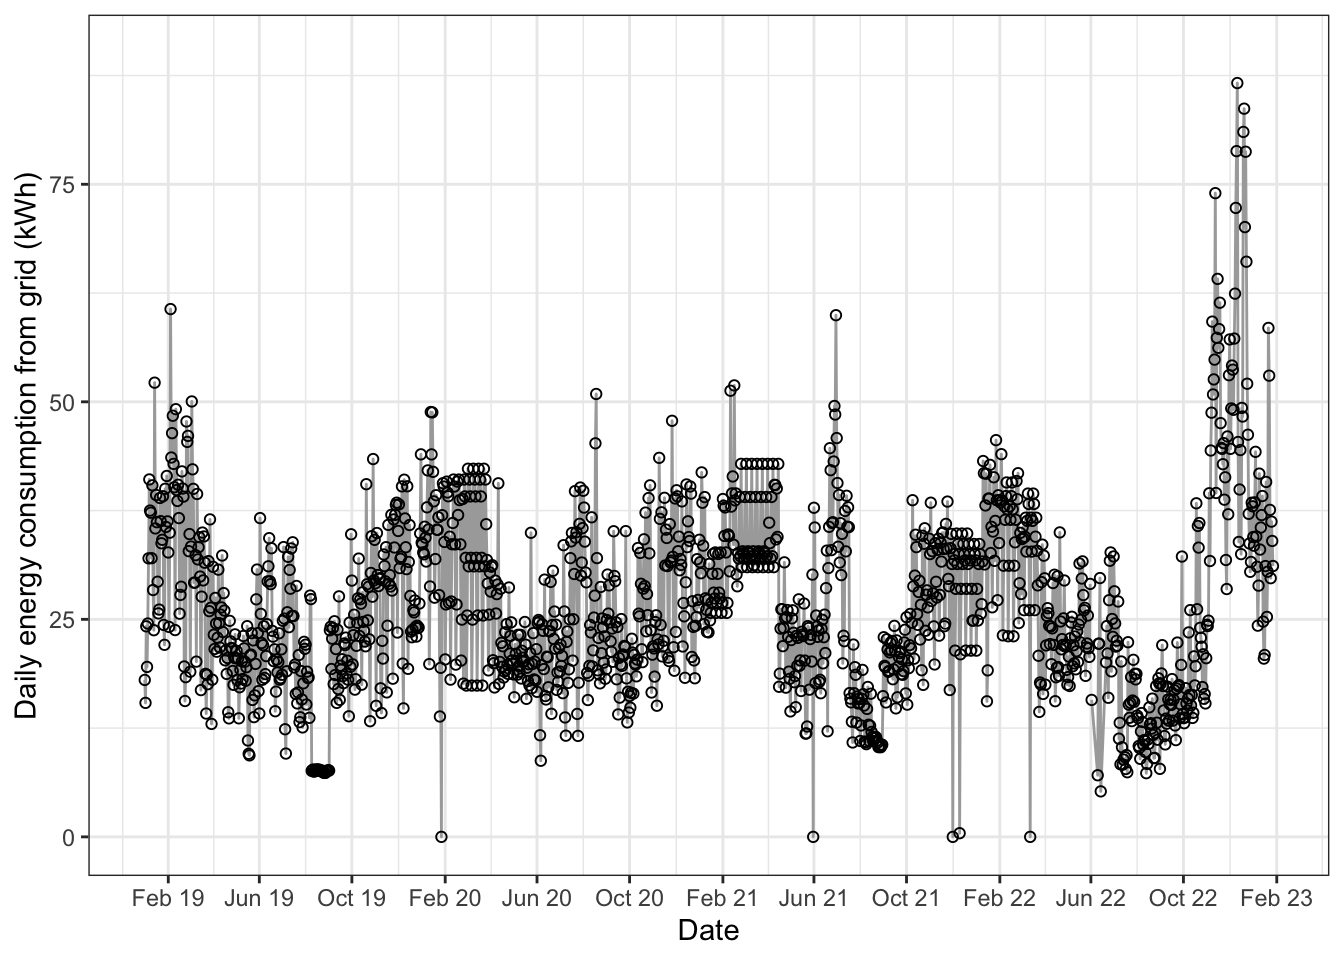 Daily energy consumption from grid (kWh)
75
50
25
0
Feb 19 Jun 19 Oct 19 Feb 20 Jun 20 Oct 20 Feb 21 Jun 21 Oct 21 Feb 22 Jun 22 Oct 22 Feb 23
Date